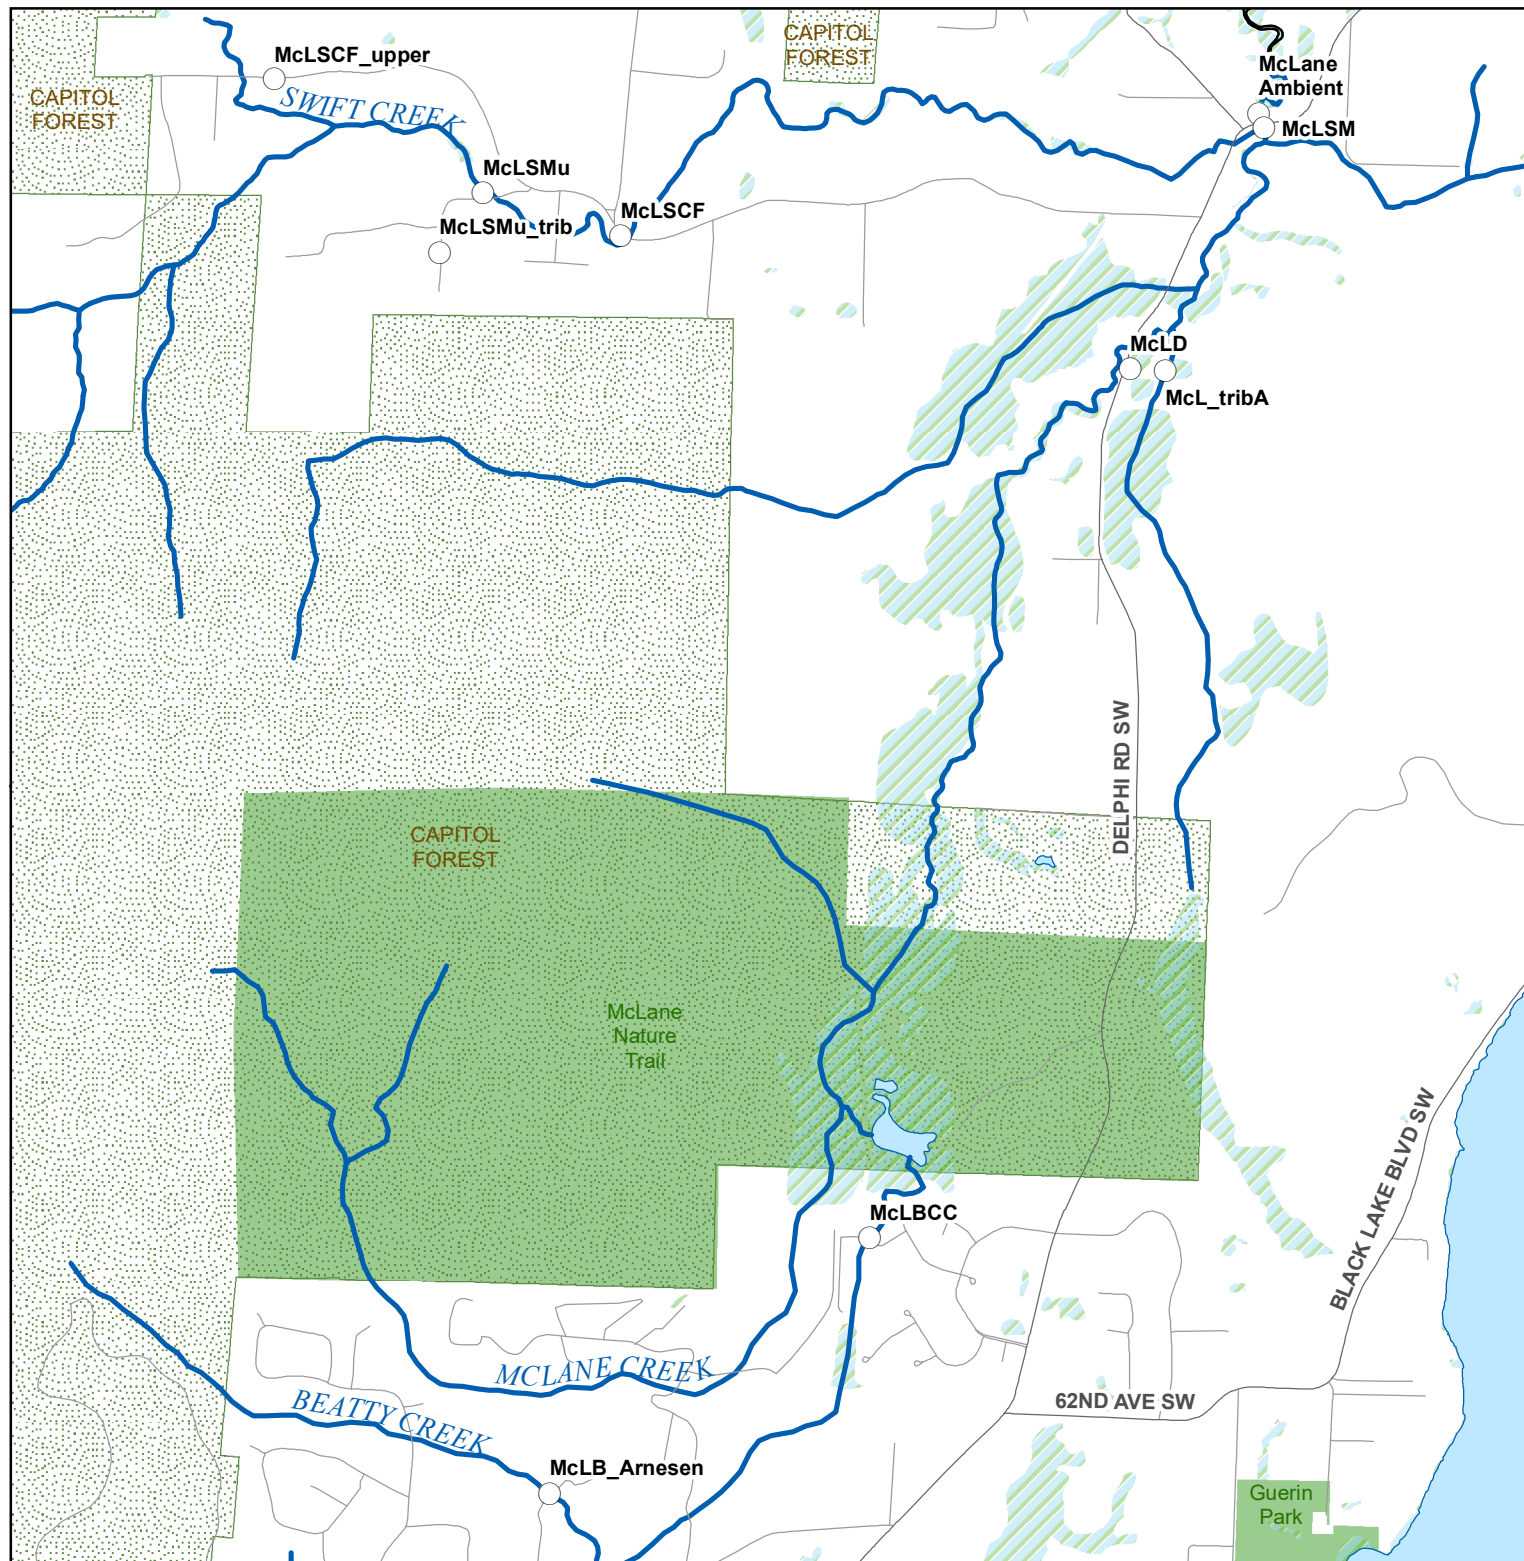 McLSCF_upper
CAPITOL
FOREST
McLane
Ambient
CAPITOL
FOREST
SWIFT CREEK
McLSM
McLSMu
McLSCF
McLSMu_trib
McLD
McL_tribA
DELPHI RD SW
CAPITOL
FOREST
McLane
Nature
Trail
BLACK LAKE BLVD SW
McLBCC
MCLANE CREEK
BEATTY CREEK
62ND AVE SW
McLB_Arnesen
Guerin
Park